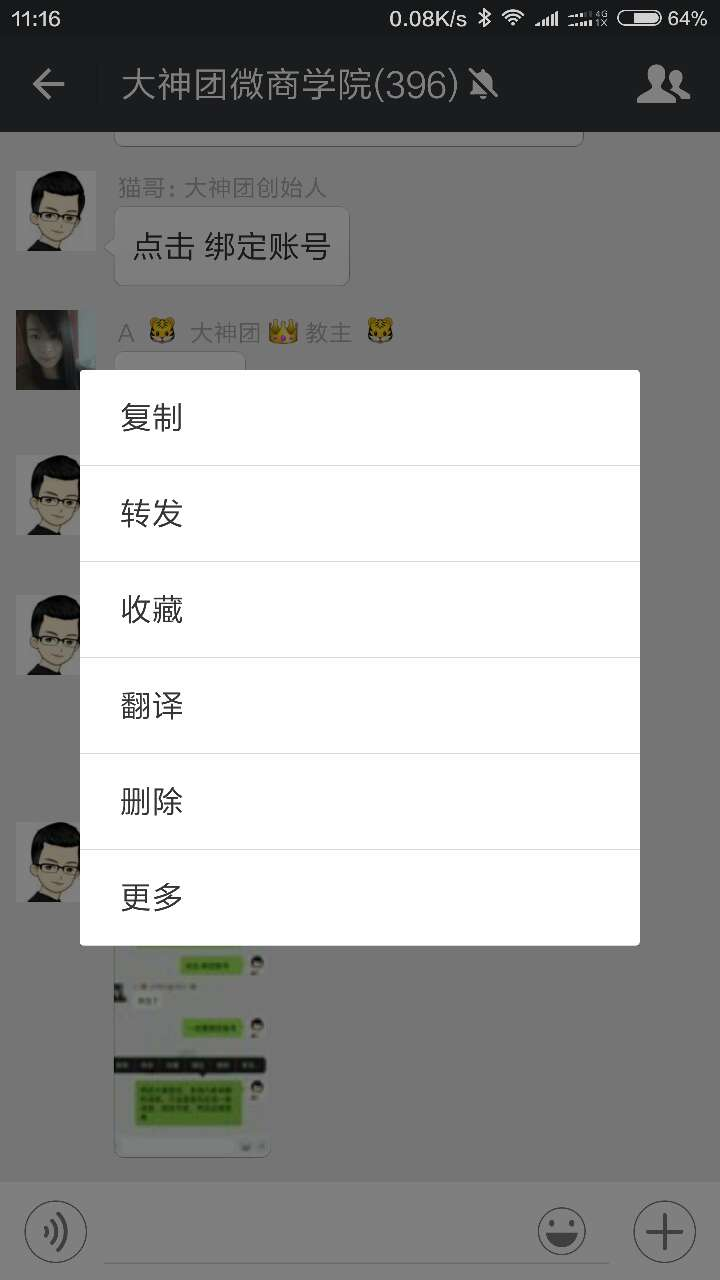 11:16
0.08K/s
4G
1X
64%
大神团微商学院(396)
猫哥：大神团创始人
点击 绑定账号
A 🐯 大神团👑教主 🐯
复制
转发
收藏
翻译
删除
更多